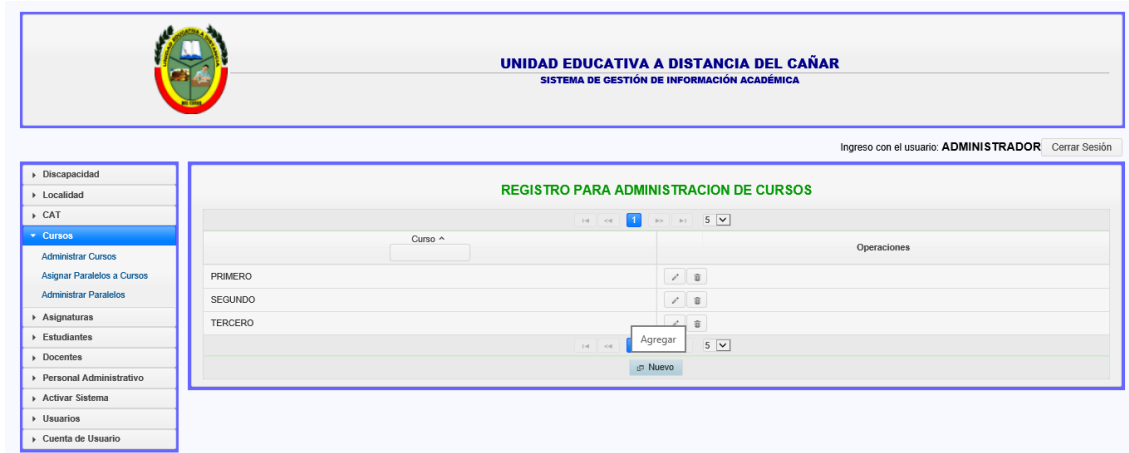 UNIDAD EDUCATIVA A DISTANCIA DEL CAÑAR
SISTEMA DE GESTIÓN DE INFORMACIÓN ACADÉMICA
Ingreso con el usuario: ADMINISTRADOR Cerrar Sesión
Discapacidad
Localidad
CAT
Cursos
Administrar Cursos
Asignar Paralelos a Cursos
Administrar Paralelos
Asignaturas
Estudiantes
Docentes
Personal Administrativo
Activar Sistema
Usuarios
Cuenta de Usuario
REGISTRO PARA ADMINISTRACION DE CURSOS
1 5
Curso Operaciones
PRIMERO
SEGUNDO
TERCERO
Agregar
5
Nuevo